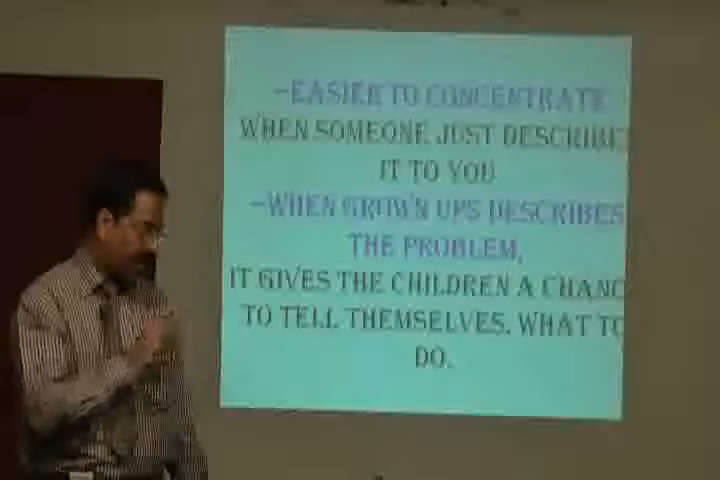 -EASIER TO CONCENTRATE
WHEN SOMEONE JUST DESCRIBE
IT TO YOU
-WHEN GROWN UPS DESCRIBES
THE PROBLEM,
IT GIVES THE CHILDREN A CHANC
TO TELL THEMSELVES. WHAT TO
DO.